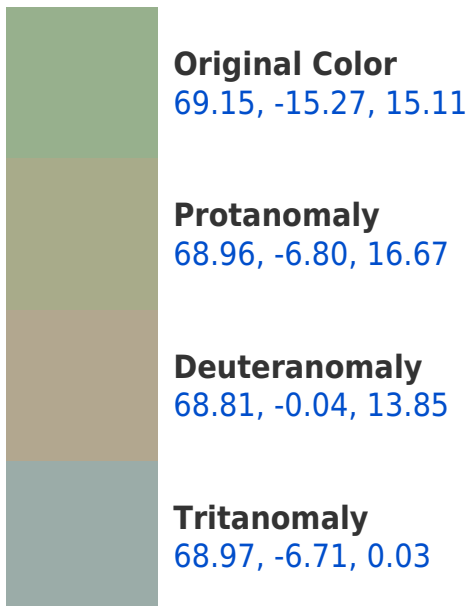 Original Color
69.15, -15.27, 15.11
Protanomaly
68.96, -6.80, 16.67
Deuteranomaly
68.81, -0.04, 13.85
Tritanomaly
68.97, -6.71, 0.03